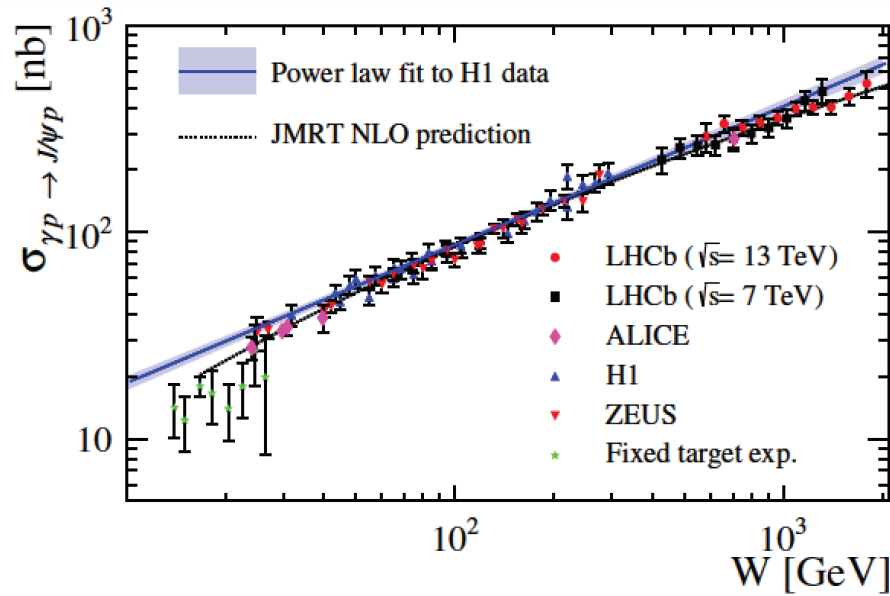 10³
Power law fit to H1 data
JMRT NLO prediction
σγp → J/ψp [nb]
10²
LHCb (√s= 13 TeV)
LHCb (√s= 7 TeV)
ALICE
H1
ZEUS
Fixed target exp.
10
10² 10³
W [GeV]